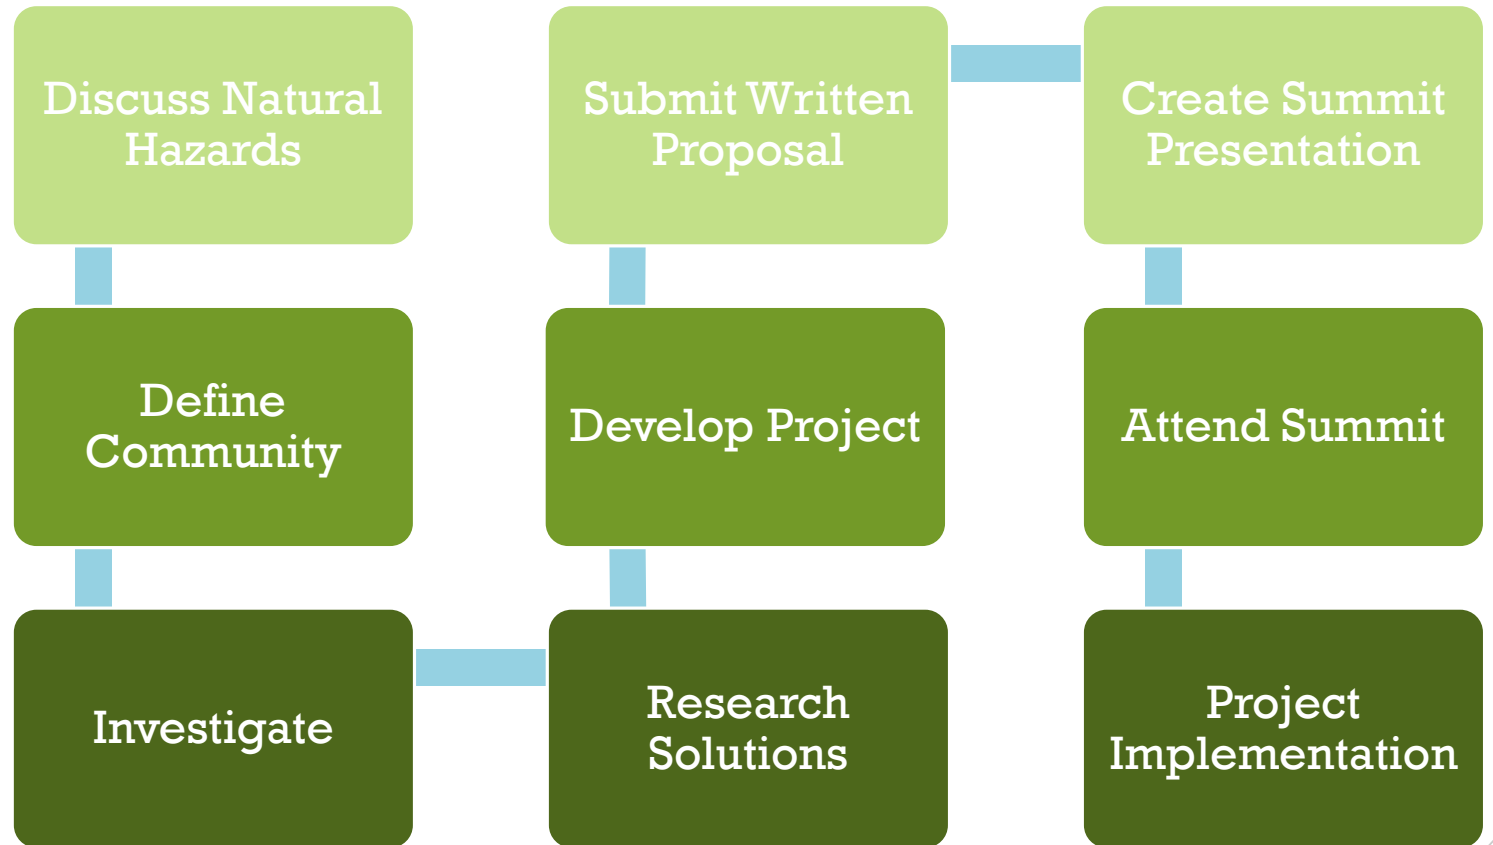 Discuss Natural
Hazards
Define
Community
Investigate
Research
Solutions
Develop Project
Submit Written
Proposal
Create Summit
Presentation
Attend Summit
Project
Implementation